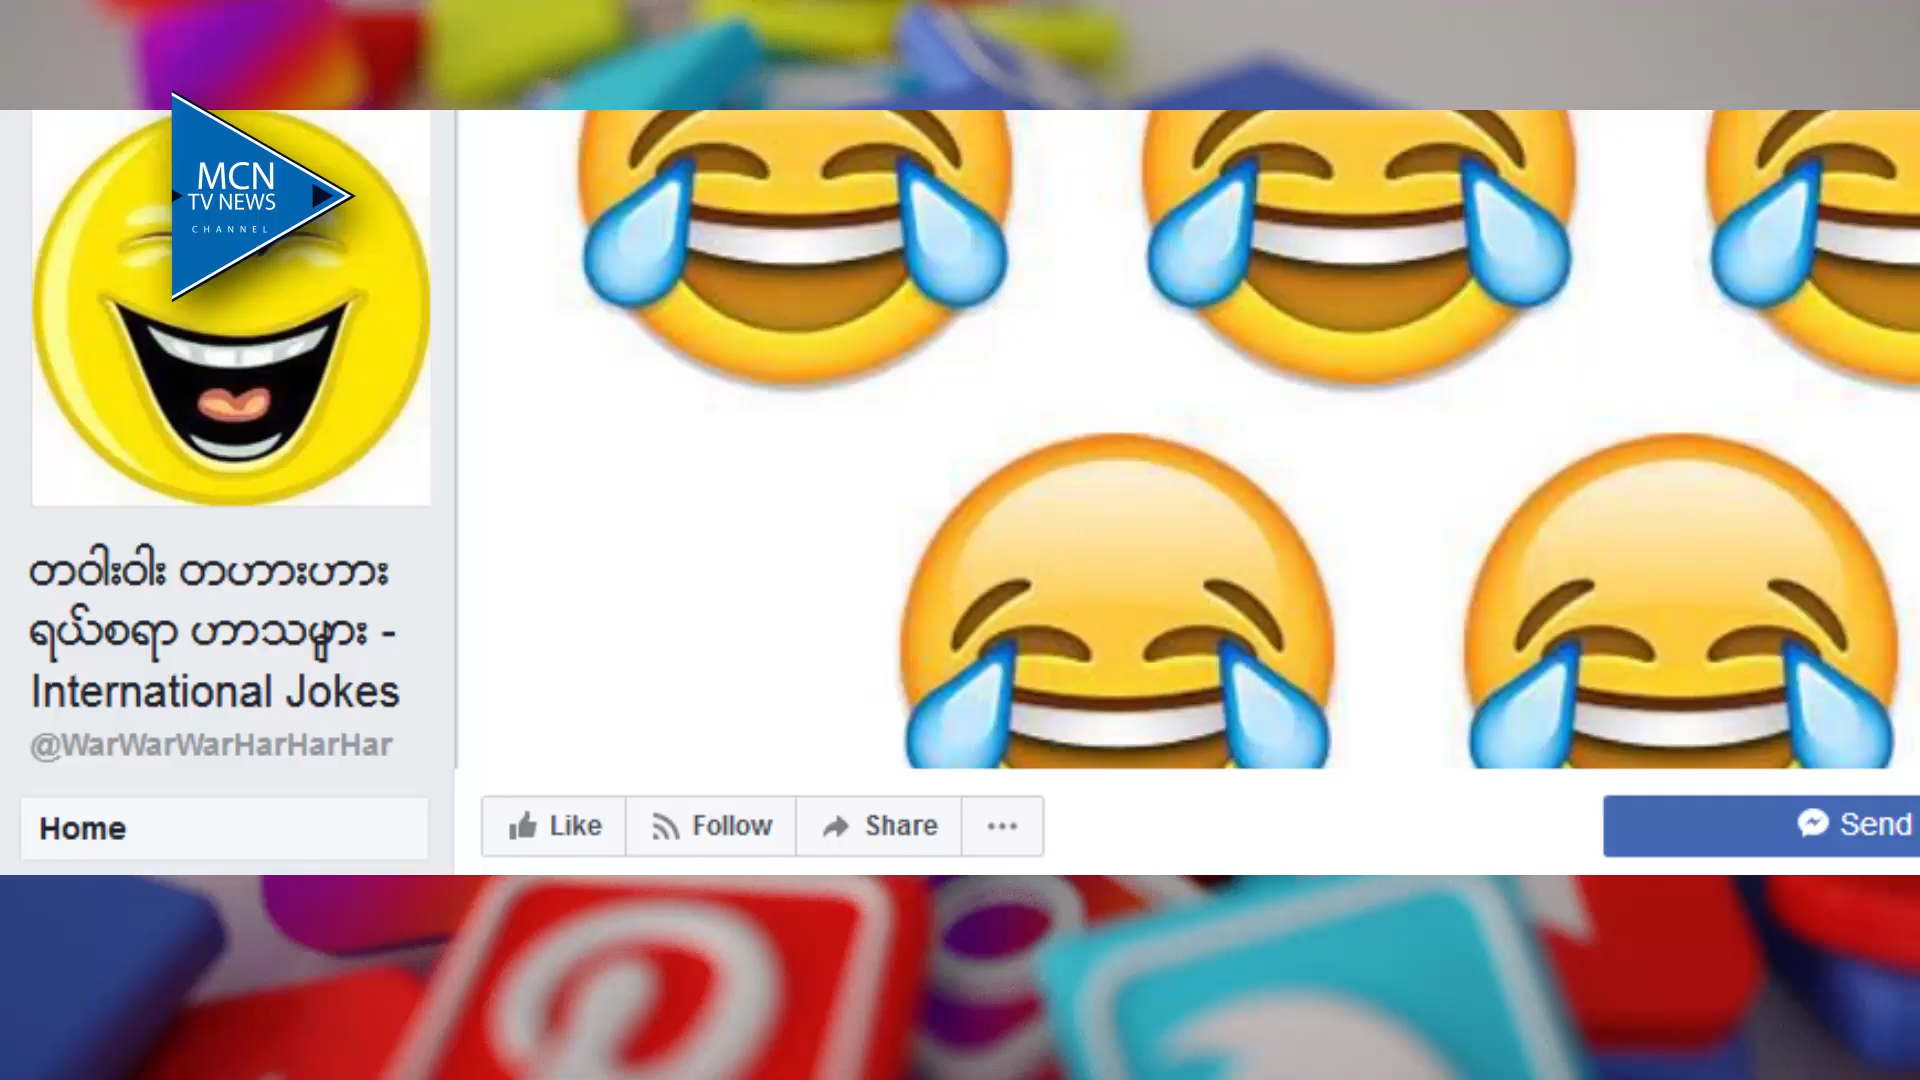 MCN
TV NEWS
CHANNEL
တဝါးဝါး တဟားဟား
ရယ်စရာ ဟာသများ -
International Jokes
@WarWarWarHarHarHar
Home
Like
Follow
Share
Send